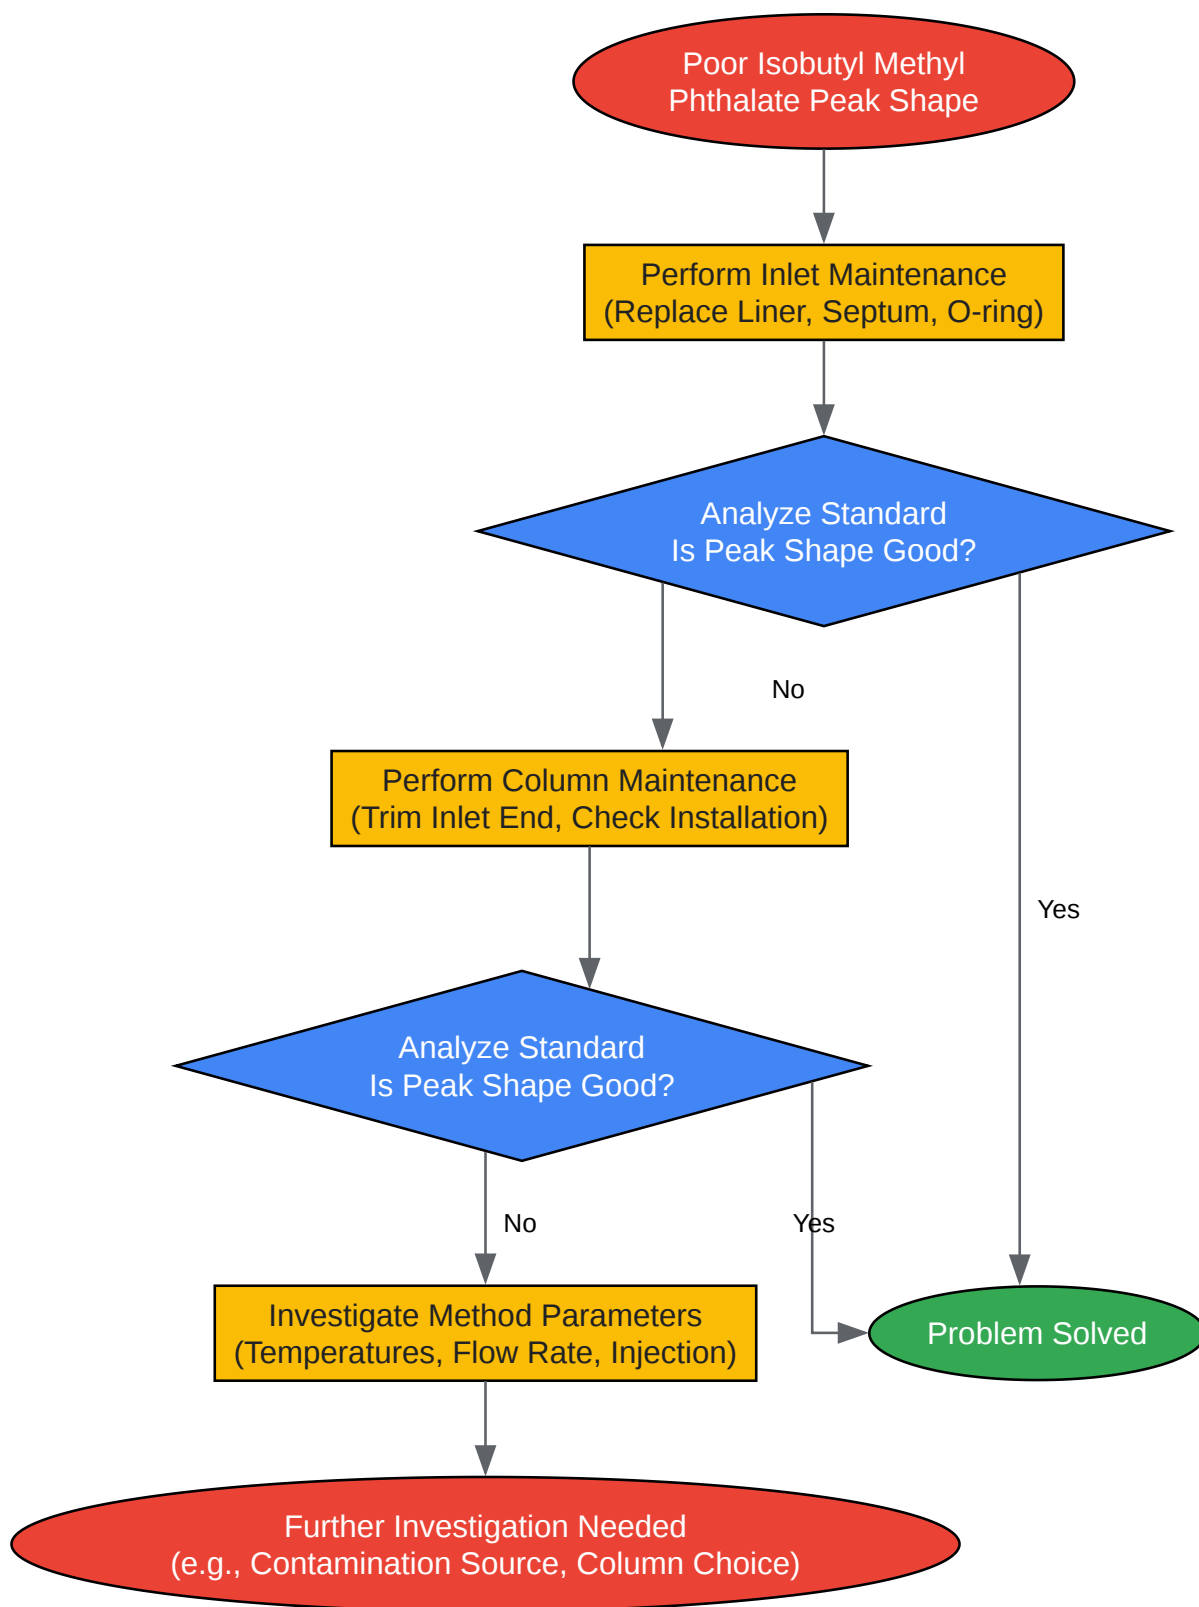 Poor Isobutyl Methyl
Phthalate Peak Shape
Perform Inlet Maintenance
(Replace Liner, Septum, O-ring)
Analyze Standard
Is Peak Shape Good?
No
Perform Column Maintenance
(Trim Inlet End, Check Installation)
Yes
Analyze Standard
Is Peak Shape Good?
No
Yes
Investigate Method Parameters
(Temperatures, Flow Rate, Injection)
Problem Solved
Further Investigation Needed
(e.g., Contamination Source, Column Choice)